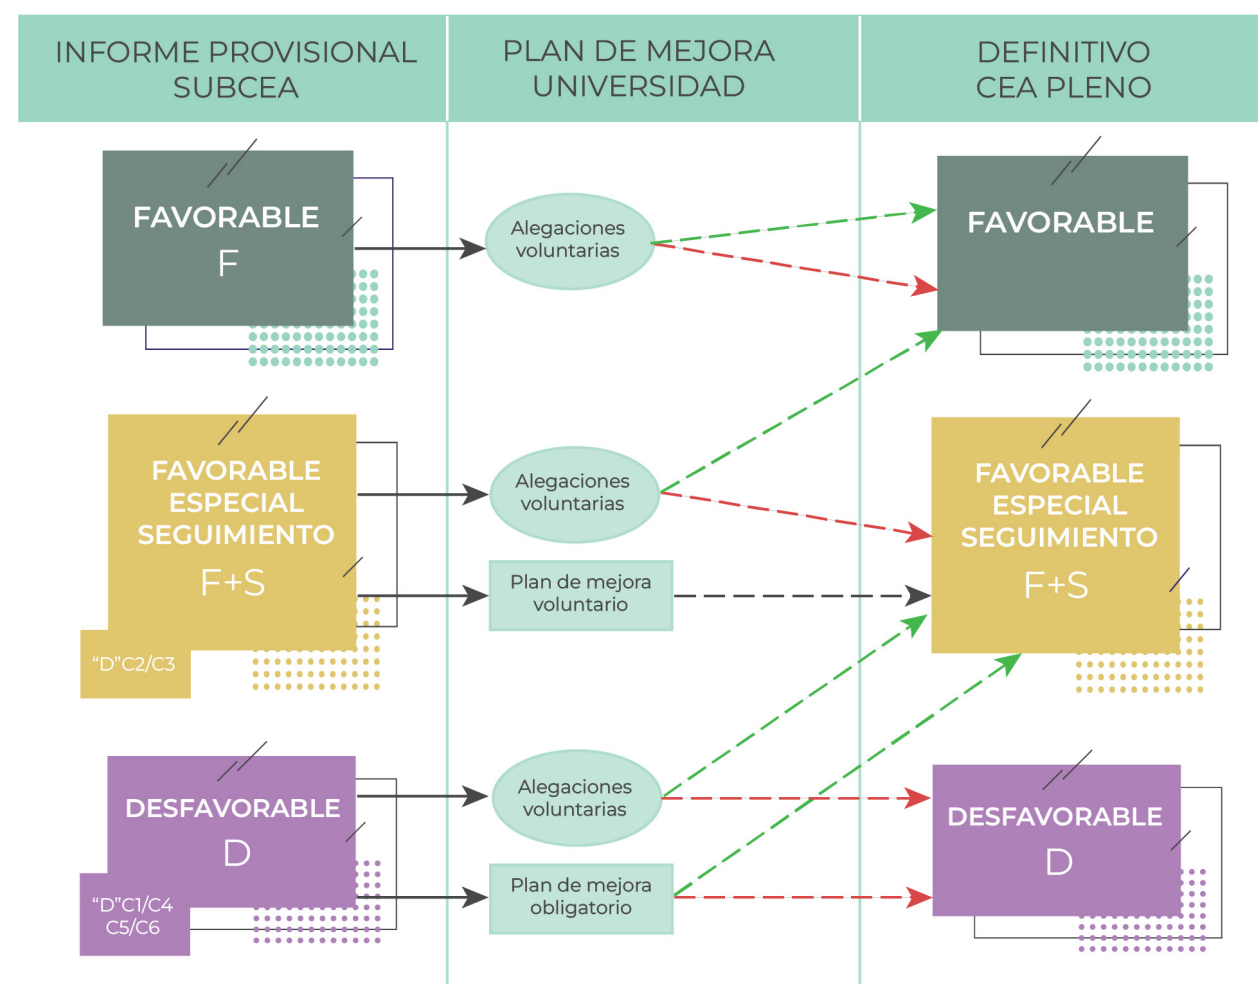 INFORME PROVISIONAL
SUBCEA
PLAN DE MEJORA
UNIVERSIDAD
DEFINITIVO
CEA PLENO
FAVORABLE
F
Alegaciones
voluntarias
FAVORABLE
FAVORABLE
ESPECIAL
SEGUIMIENTO
F+S
"D"C2/C3
Alegaciones
voluntarias
Plan de mejora
voluntario
FAVORABLE
ESPECIAL
SEGUIMIENTO
F+S
DESFAVORABLE
D
"D"C1/C4
C5/C6
Alegaciones
voluntarias
Plan de mejora
obligatorio
DESFAVORABLE
D